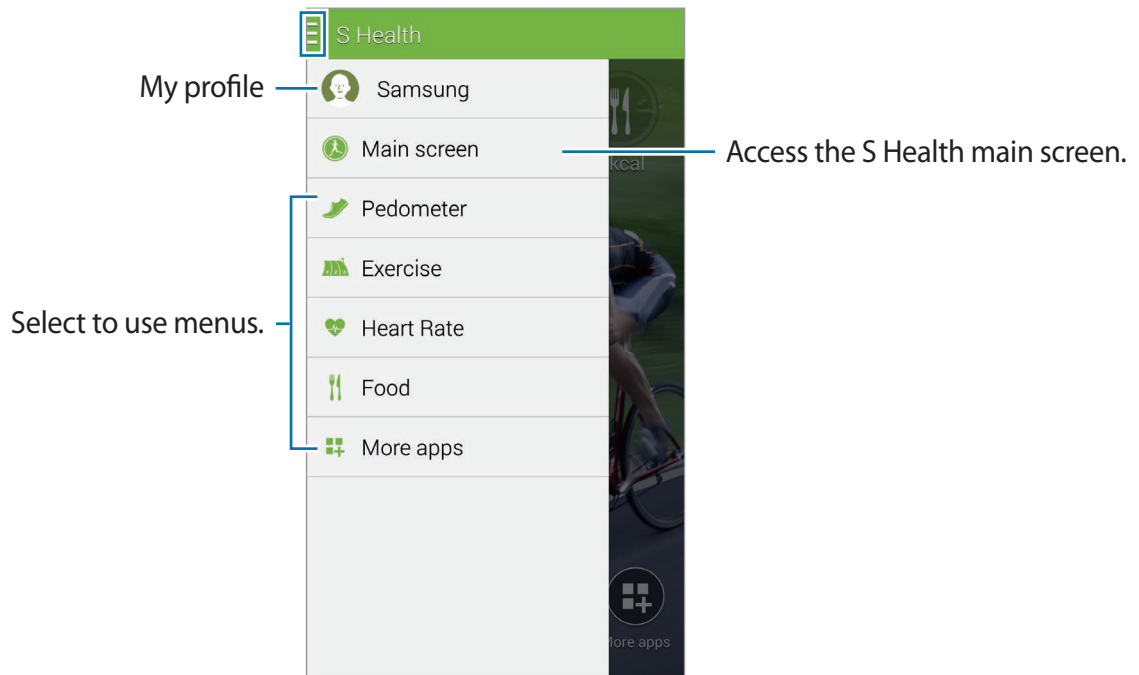 S Health
My profile
Samsung
Main screen
Access the S Health main screen.
kcal
Pedometer
Exercise
Select to use menus.
Heart Rate
Food
More apps
More apps